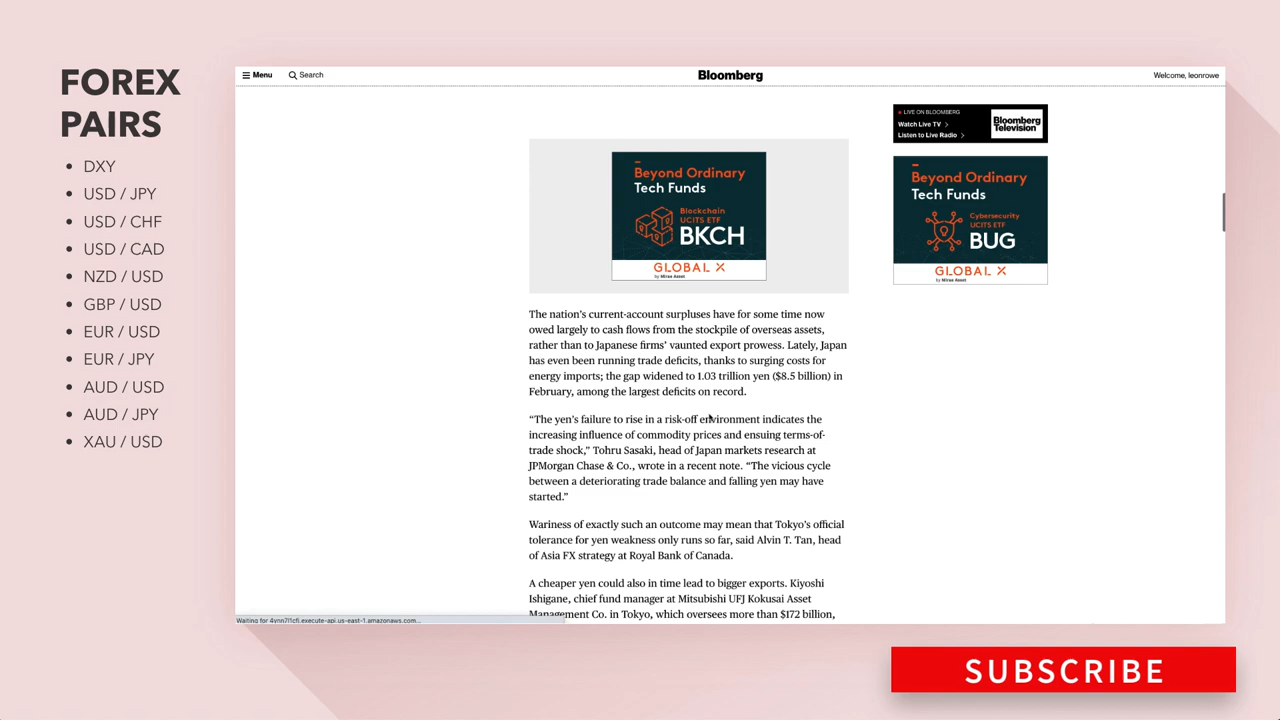 FOREX
PAIRS
• DXY
• USD / JPY
• USD / CHF
• USD / CAD
• NZD / USD
• GBP / USD
• EUR / USD
• EUR / JPY
• AUD / USD
• AUD / JPY
• XAU / USD
Menu
Search
Bloomberg
Welcome, leonrowe
Beyond Ordinary
Tech Funds
Blockchain
UCITS ETF
BKCH
GLOBAL X
by Mirae Asset
The nation's current-account surpluses have for some time now
owed largely to cash flows from the stockpile of overseas assets,
rather than to Japanese firms' vaunted export prowess. Lately, Japan
has even been running trade deficits, thanks to surging costs for
energy imports; the gap widened to 1.03 trillion yen ($8.5 billion) in
February, among the largest deficits on record.
“The yen's failure to rise in a risk-off environment indicates the
increasing influence of commodity prices and ensuing terms-of-
trade shock,” Tohru Sasaki, head of Japan markets research at
JPMorgan Chase & Co., wrote in a recent note. “The vicious cycle
between a deteriorating trade balance and falling yen may have
started.”
Wariness of exactly such an outcome may mean that Tokyo's official
tolerance for yen weakness only runs so far, said Alvin T. Tan, head
of Asia FX strategy at Royal Bank of Canada.
A cheaper yen could also in time lead to bigger exports. Kiyoshi
Ishigane, chief fund manager at Mitsubishi UFJ Kokusai Asset
Management Co. in Tokyo, which oversees more than $172 billion,
LIVE ON BLOOMBERG
Watch Live TV >
Listen to Live Radio >
Bloomberg
Television
Beyond Ordinary
Tech Funds
Cybersecurity
UCITS ETF
BUG
GLOBAL X
by Mirae Asset
SUBSCRIBE